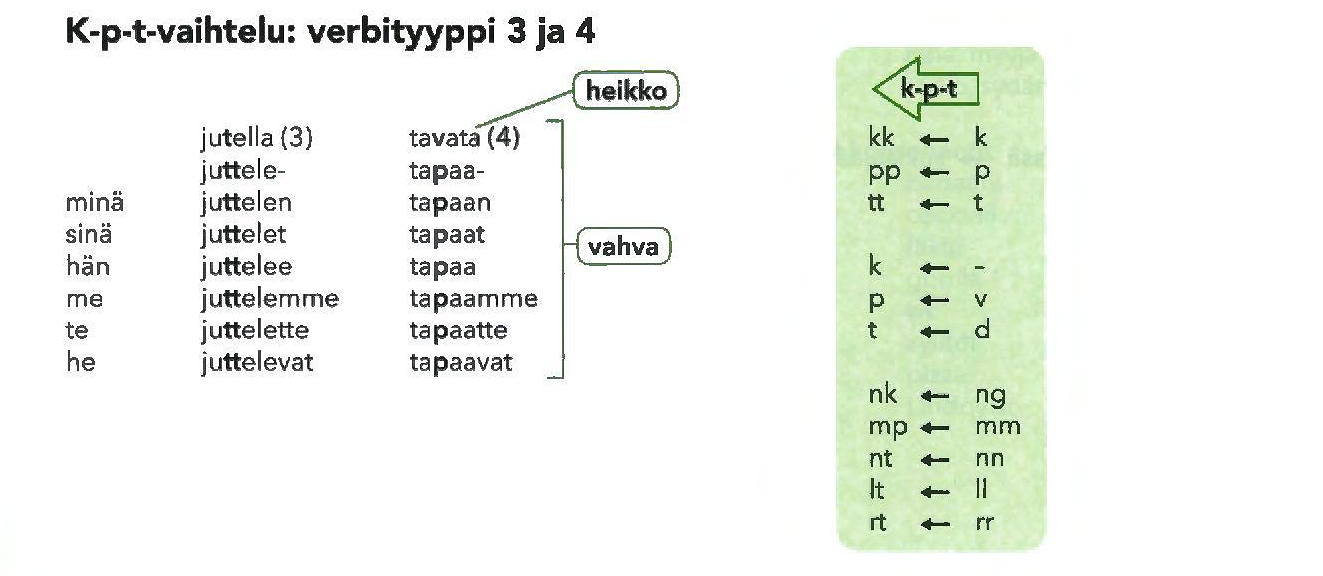 K-p-t-vaihtelu: verbityyppi 3 ja 4
heikko
jutella (3) tavata (4)
juttele- tapaa-
minä juttelen tapaan
sinä juttelet tapaat
hän juttelee tapaa
me juttelemme tapaamme
te juttelette tapaatte
he juttelevat tapaavat
vahva
k-p-t
kk ← k
pp ← p
tt ← t
k ← -
p ← v
t ← d
nk ← ng
mp ← mm
nt ← nn
lt ← ll
rt ← rr